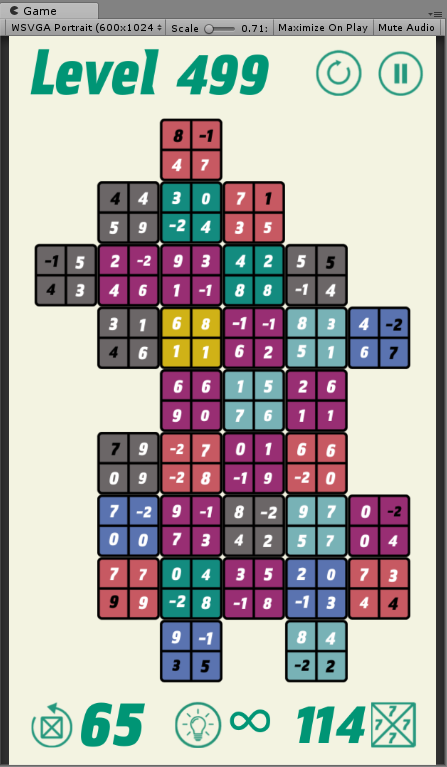 Game
WSVGA Portrait (600x1024 Scale 0.71: Maximize On Play Mute Audio
Level 499
8 -1
4 7
4 4 3 0 7 1
5 9 -2 4 3 5
-1 5 2 -2 9 3 4 2 5 5
4 3 4 6 1 -1 8 8 -1 4
3 1 6 8 -1 -1 8 3 4 -2
4 6 1 1 6 2 5 1 6 7
6 6 1 5 2 6
9 0 7 6 1 1
7 9 -2 7 0 1 6 6
0 9 -2 8 -1 9 -2 0
7 -2 9 -1 8 -2 9 7 0 -2
0 0 7 3 4 2 5 7 0 4
7 7 0 4 3 5 2 0 7 3
9 9 -2 8 -1 8 -1 3 4 4
9 -1 8 4
3 5 -2 2
65 ∞ 114 7 7 7 7